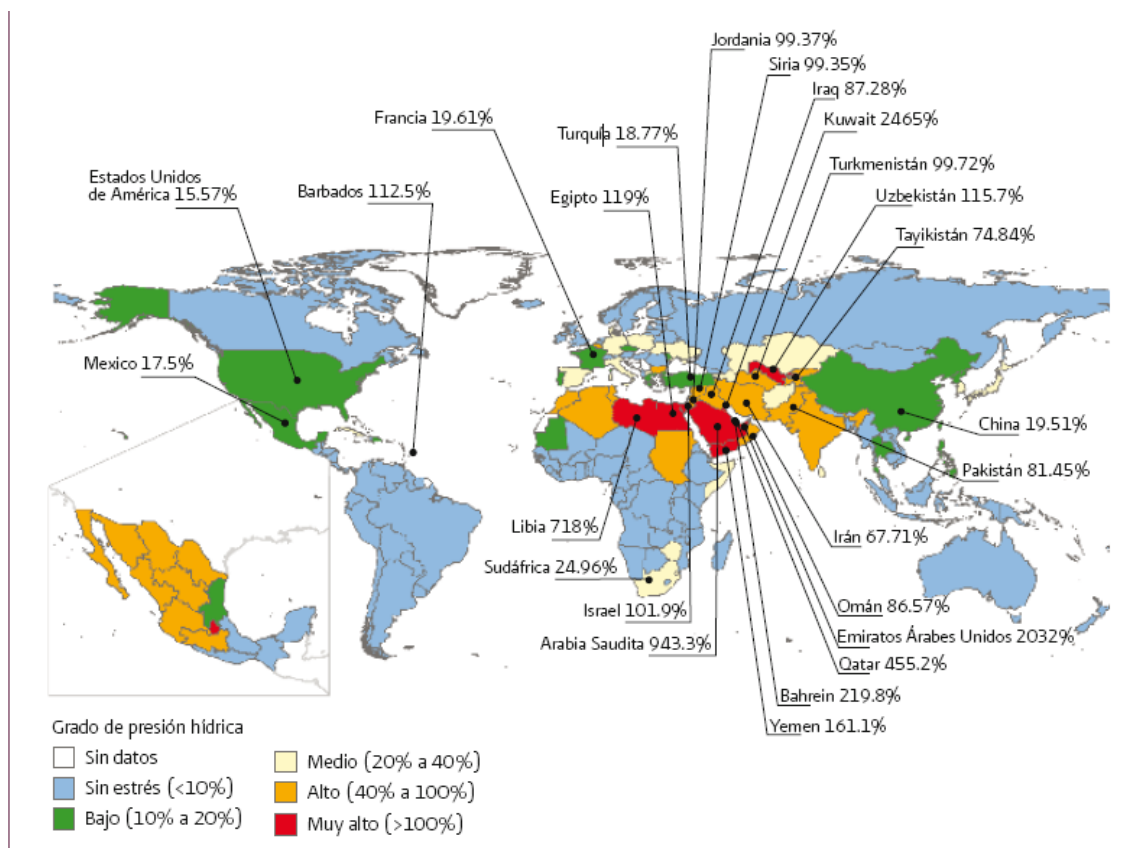 Jordania 99.37%
Siria 99.35%
Iraq 87.28%
Francia 19.61%
Kuwait 2465%
Turquía 18.77%
Turkmenistán 99.72%
Estados Unidos
de América 15.57%
Barbados 112.5%
Egipto 119%
Uzbekistán 115.7%
Tayikistán 74.84%
Mexico 17.5%
China 19.51%
Pakistán 81.45%
Libia 718%
Irán 67.71%
Sudáfrica 24.96%
Israel 101.9%
Omán 86.57%
Arabia Saudita 943.3%
Emiratos Árabes Unidos 2032%
Qatar 455.2%
Bahrein 219.8%
Yemen 161.1%
Grado de presión hídrica
Sin datos
Sin estrés (<10%)
Bajo (10% a 20%)
Medio (20% a 40%)
Alto (40% a 100%)
Muy alto (>100%)